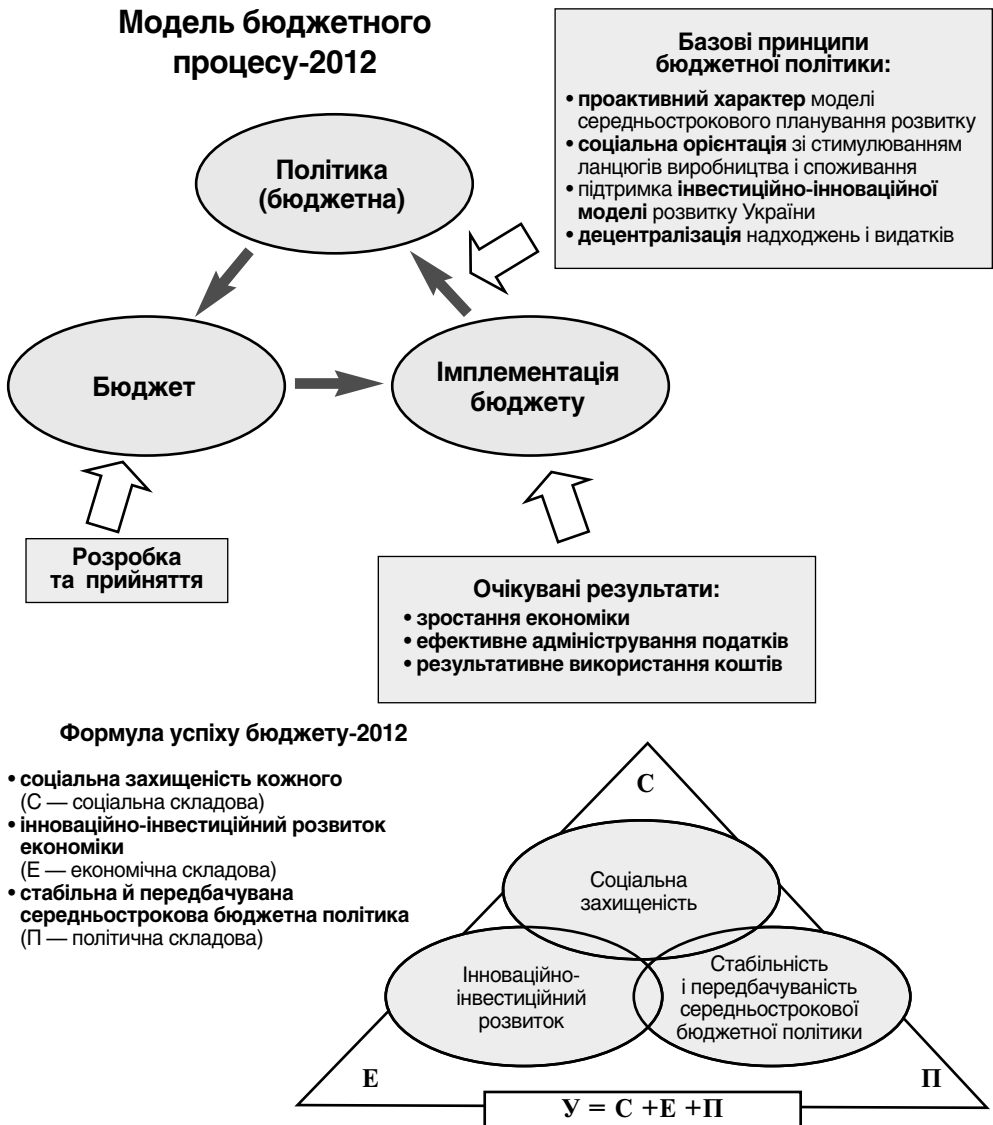 Модель бюджетного
процесу-2012
Базові принципи
бюджетної політики:
• проактивний характер моделі
середньострокового планування розвитку
• соціальна орієнтація зі стимулюванням
ланцюгів виробництва і споживання
• підтримка інвестиційно-інноваційної
моделі розвитку України
• децентралізація надходжень і видатків
Політика
(бюджетна)
Бюджет
Імплементація
бюджету
Розробка
та прийняття
Очікувані результати:
• зростання економіки
• ефективне адміністрування податків
• результативне використання коштів
Формула успіху бюджету-2012
• соціальна захищеність кожного
(С — соціальна складова)
• інноваційно-інвестиційний розвиток
економіки
(Е — економічна складова)
• стабільна й передбачувана
середньострокова бюджетна політика
(П — політична складова)
С
Соціальна
захищеність
Інноваційно-
інвестиційний
розвиток
Стабільність
і передбачуваність
середньострокової
бюджетної політики
Е
П
У = С +Е +П